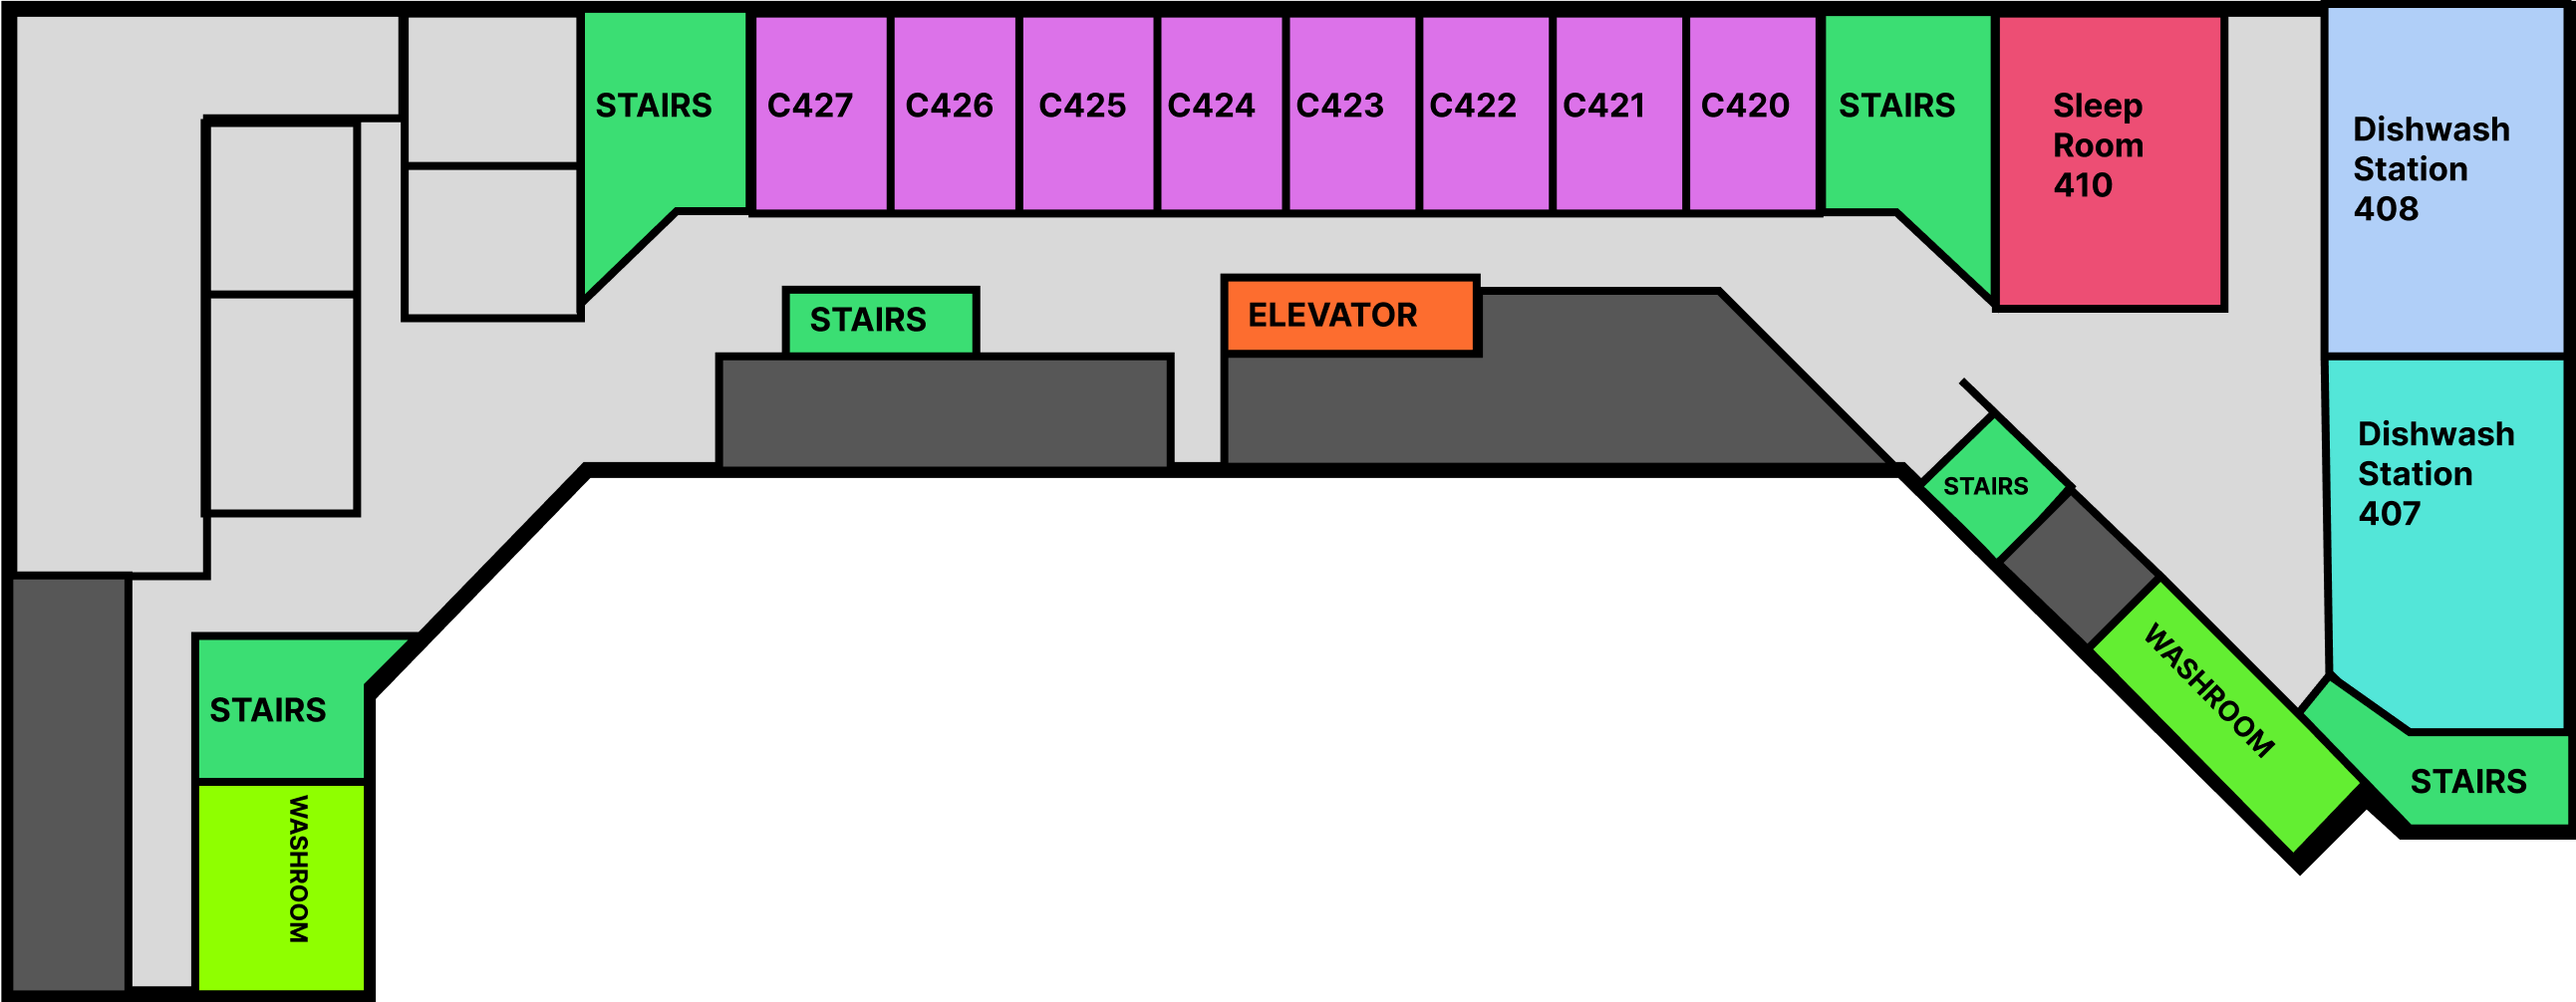 STAIRS
C427
C426
C425
C424
C423
C422
C421
C420
STAIRS
Sleep
Room
410
Dishwash
Station
408
STAIRS
ELEVATOR
Dishwash
Station
407
STAIRS
WASHROOM
STAIRS
STAIRS
WASHROOM